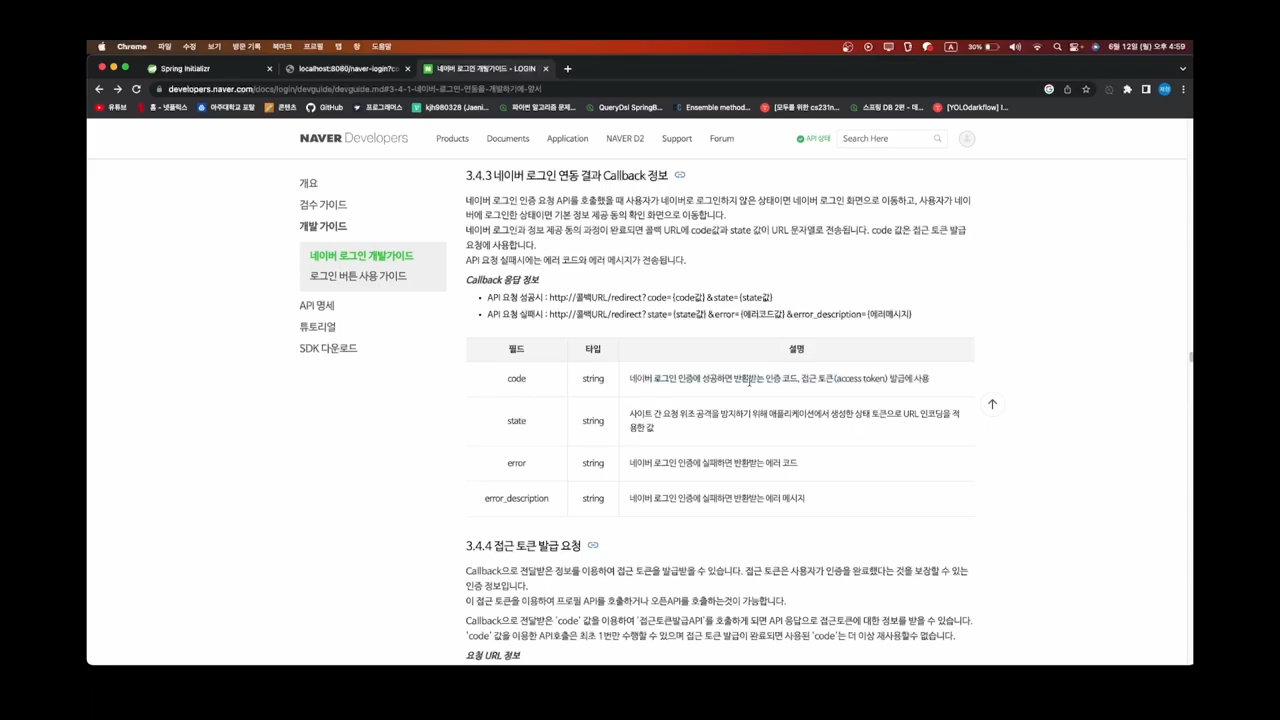 Chrome 파일 수정 보기 방문 기록 북마크 프로필 탭 창 도움말 A 30% 6월 12일 (월) 오후 4:59
Spring Initializr localhost:8080/naver-login?co 네이버 로그인 개발가이드 - LOGIN
developers.naver.com/docs/login/devguide/devguide.md#3-4-1-네이버-로그인-연동을-개발하기에-앞서
유튜브 홈 - 넷플릭스 아주대학교 포탈 콘텐츠 GitHub 프로그래머스 kjh980328 (Jaeni... 파이썬 알고리즘 문제... QueryDsl SpringB... Ensemble method... [모두를 위한 cs231n... 스프링 DB 2편 - 데... [YOLOdarkflow] I...
NAVER Developers Products Documents Application NAVER D2 Support Forum API 상태 Search Here
개요
검수 가이드
개발 가이드
네이버 로그인 개발가이드
로그인 버튼 사용 가이드
API 명세
튜토리얼
SDK 다운로드
3.4.3 네이버 로그인 연동 결과 Callback 정보
네이버 로그인 인증 요청 API를 호출했을 때 사용자가 네이버로 로그인하지 않은 상태이면 네이버 로그인 화면으로 이동하고, 사용자가 네이
버에 로그인한 상태이면 기본 정보 제공 동의 확인 화면으로 이동합니다.
네이버 로그인과 정보 제공 동의 과정이 완료되면 콜백 URL에 code값과 state 값이 URL 문자열로 전송됩니다. code 값은 접근 토큰 발급
요청에 사용합니다.
API 요청 실패시에는 에러 코드와 에러 메시지가 전송됩니다.
Callback 응답 정보
• API 요청 성공시 : http://콜백URL/redirect?code={code값}&state={state값}
• API 요청 실패시 : http://콜백URL/redirect?state={state값}&error={에러코드값}&error_description={에러메시지}
필드 타입 설명
code string 네이버 로그인 인증에 성공하면 반환받는 인증 코드, 접근 토큰(access token) 발급에 사용
state string 사이트 간 요청 위조 공격을 방지하기 위해 애플리케이션에서 생성한 상태 토큰으로 URL 인코딩을 적
용한 값
error string 네이버 로그인 인증에 실패하면 반환받는 에러 코드
error_description string 네이버 로그인 인증에 실패하면 반환받는 에러 메시지
3.4.4 접근 토큰 발급 요청
Callback으로 전달받은 정보를 이용하여 접근 토큰을 발급받을 수 있습니다. 접근 토큰은 사용자가 인증을 완료했다는 것을 보장할 수 있는
인증 정보입니다.
이 접근 토큰을 이용하여 프로필 API를 호출하거나 오픈API를 호출하는것이 가능합니다.
Callback으로 전달받은 'code' 값을 이용하여 '접근토큰발급API'를 호출하게 되면 API 응답으로 접근토큰에 대한 정보를 받을 수 있습니다.
'code' 값을 이용한 API호출은 최초 1번만 수행할 수 있으며 접근 토큰 발급이 완료되면 사용된 'code'는 더 이상 재사용할수 없습니다.
요청 URL 정보